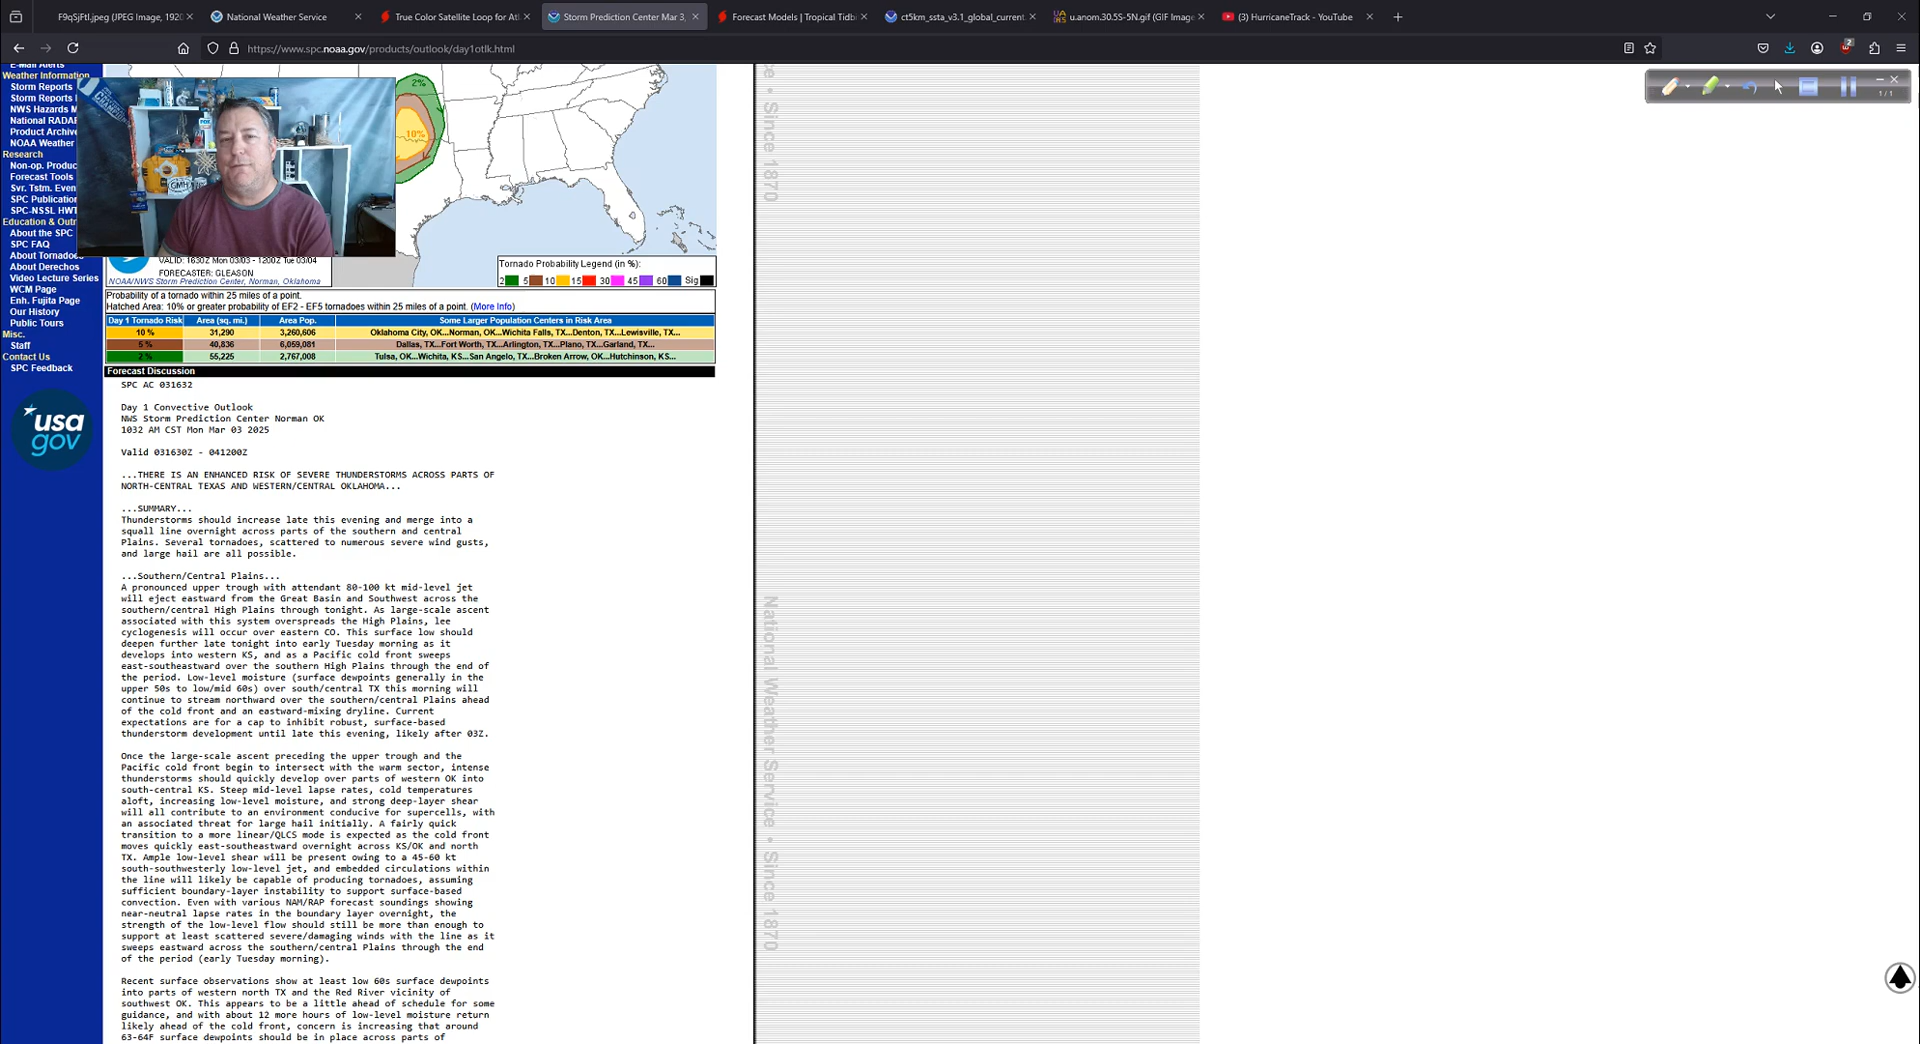 F9qSjFtI.jpeg (JPEG Image, 1920
National Weather Service
True Color Satellite Loop for Atl
Storm Prediction Center Mar 3,
Forecast Models | Tropical Tidbi
ct5km_ssta_v3.1_global_current
u.anom.30.5S-5N.gif (GIF Image
(3) HurricaneTrack - YouTube
https://www.spc.noaa.gov/products/outlook/day1otlk.html
2
1/1
E-Mail Alerts
Weather Information
Storm Reports
Storm Reports
NWS Hazards M
National RADAR
Product Archive
NOAA Weather
Research
Non-op. Produc
Forecast Tools
Svr. Tstm. Even
SPC Publication
SPC-NSSL HWT
Education & Outr
About the SPC
SPC FAQ
About Tornadoes
About Derechos
Video Lecture Series
WCM Page
Enh. Fujita Page
Our History
Public Tours
Misc.
Staff
Contact Us
SPC Feedback
usa
gov
2%
10%
GMH
VALID: 1630Z Mon 03/03 - 1200Z Tue 03/04
FORECASTER: GLEASON
NOAA/NWS Storm Prediction Center, Norman, Oklahoma
Tornado Probability Legend (in %):
2 5 10 15 30 45 60 Sig
Probability of a tornado within 25 miles of a point.
Hatched Area: 10% or greater probability of EF2 - EF5 tornadoes within 25 miles of a point. (More Info)
Day 1 Tornado Risk Area (sq. mi.) Area Pop. Some Larger Population Centers in Risk Area
10 % 31,290 3,260,606 Oklahoma City, OK...Norman, OK...Wichita Falls, TX...Denton, TX...Lewisville, TX...
5 % 40,836 6,059,081 Dallas, TX...Fort Worth, TX...Arlington, TX...Plano, TX...Garland, TX...
2 % 55,225 2,767,008 Tulsa, OK...Wichita, KS...San Angelo, TX...Broken Arrow, OK...Hutchinson, KS...
Forecast Discussion
SPC AC 031632
Day 1 Convective Outlook
NWS Storm Prediction Center Norman OK
1032 AM CST Mon Mar 03 2025
Valid 031630Z - 041200Z
...THERE IS AN ENHANCED RISK OF SEVERE THUNDERSTORMS ACROSS PARTS OF
NORTH-CENTRAL TEXAS AND WESTERN/CENTRAL OKLAHOMA...
...SUMMARY...
Thunderstorms should increase late this evening and merge into a
squall line overnight across parts of the southern and central
Plains. Several tornadoes, scattered to numerous severe wind gusts,
and large hail are all possible.
...Southern/Central Plains...
A pronounced upper trough with attendant 80-100 kt mid-level jet
will eject eastward from the Great Basin and Southwest across the
southern/central High Plains through tonight. As large-scale ascent
associated with this system overspreads the High Plains, lee
cyclogenesis will occur over eastern CO. This surface low should
deepen further late tonight into early Tuesday morning as it
develops into western KS, and as a Pacific cold front sweeps
east-southeastward over the southern High Plains through the end of
the period. Low-level moisture (surface dewpoints generally in the
upper 50s to low/mid 60s) over south/central TX this morning will
continue to stream northward over the southern/central Plains ahead
of the cold front and an eastward-mixing dryline. Current
expectations are for a cap to inhibit robust, surface-based
thunderstorm development until late this evening, likely after 03Z.
Once the large-scale ascent preceding the upper trough and the
Pacific cold front begin to intersect with the warm sector, intense
thunderstorms should quickly develop over parts of western OK into
south-central KS. Steep mid-level lapse rates, cold temperatures
aloft, increasing low-level moisture, and strong deep-layer shear
will all contribute to an environment conducive for supercells, with
an associated threat for large hail initially. A fairly quick
transition to a more linear/QLCS mode is expected as the cold front
moves quickly east-southeastward overnight across KS/OK and north
TX. Ample low-level shear will be present owing to a 45-60 kt
south-southwesterly low-level jet, and embedded circulations within
the line will likely be capable of producing tornadoes, assuming
sufficient boundary-layer instability to support surface-based
convection. Even with various NAM/RAP forecast soundings showing
near-neutral lapse rates in the boundary layer overnight, the
strength of the low-level flow should still be more than enough to
support at least scattered severe/damaging winds with the line as it
sweeps eastward across the southern/central Plains through the end
of the period (early Tuesday morning).
Recent surface observations show at least low 60s surface dewpoints
into parts of western north TX and the Red River vicinity of
southwest OK. This appears to be a little ahead of schedule for some
guidance, and with about 12 more hours of low-level moisture return
likely ahead of the cold front, concern is increasing that around
63-64F surface dewpoints should be in place across parts of
ce • Since 1870
National Weather Service • Since 1870